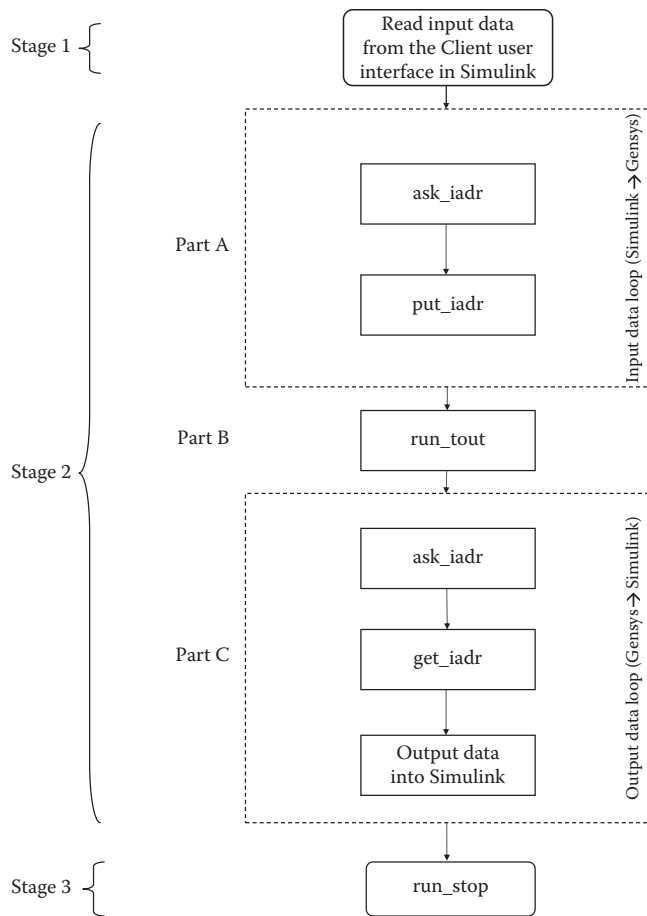 Stage 1
Read input data
from the Client user
interface in Simulink
Stage 2
Part A
ask_iadr
put_iadr
Input data loop (Simulink → Gensys)
Part B
run_tout
Part C
ask_iadr
get_iadr
Output data
into Simulink
Output data loop (Gensys → Simulink)
Stage 3
run_stop